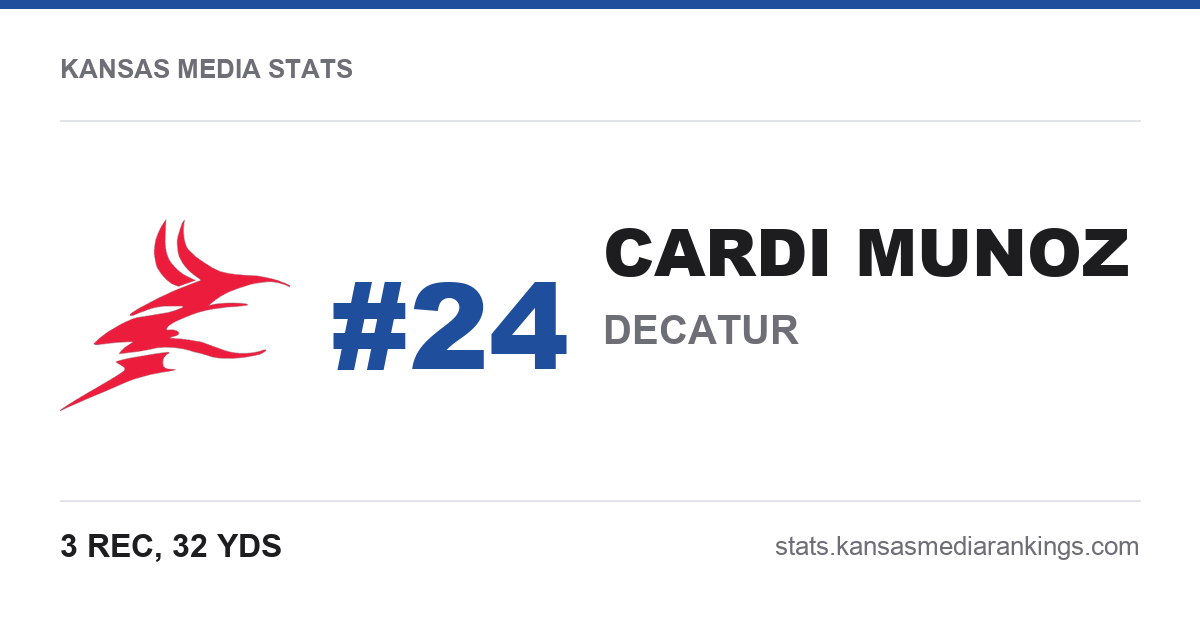 KANSAS MEDIA STATS
#24
CARDI MUNOZ
DECATUR
3 REC, 32 YDS
stats.kansasmediarankings.com